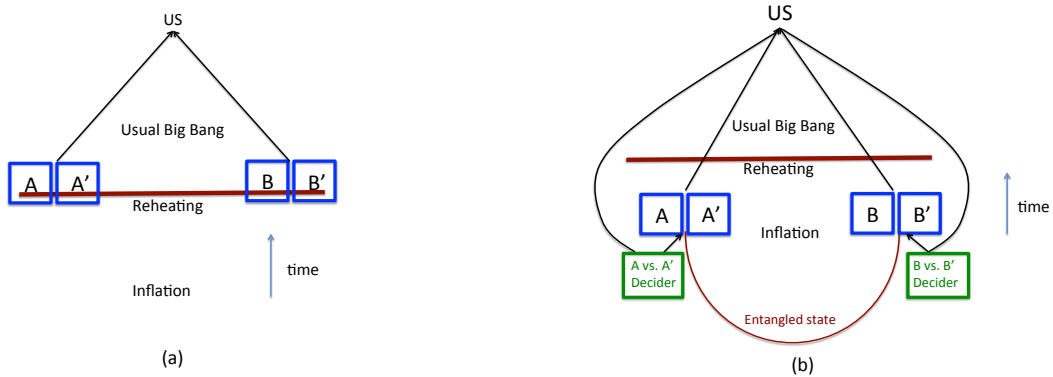 US
Usual Big Bang
A A' B B'
Reheating
time
Inflation
(a)
US
Usual Big Bang
Reheating
A A' B B'
time
Inflation
A vs. A'
Decider
B vs. B'
Decider
Entangled state
(b)